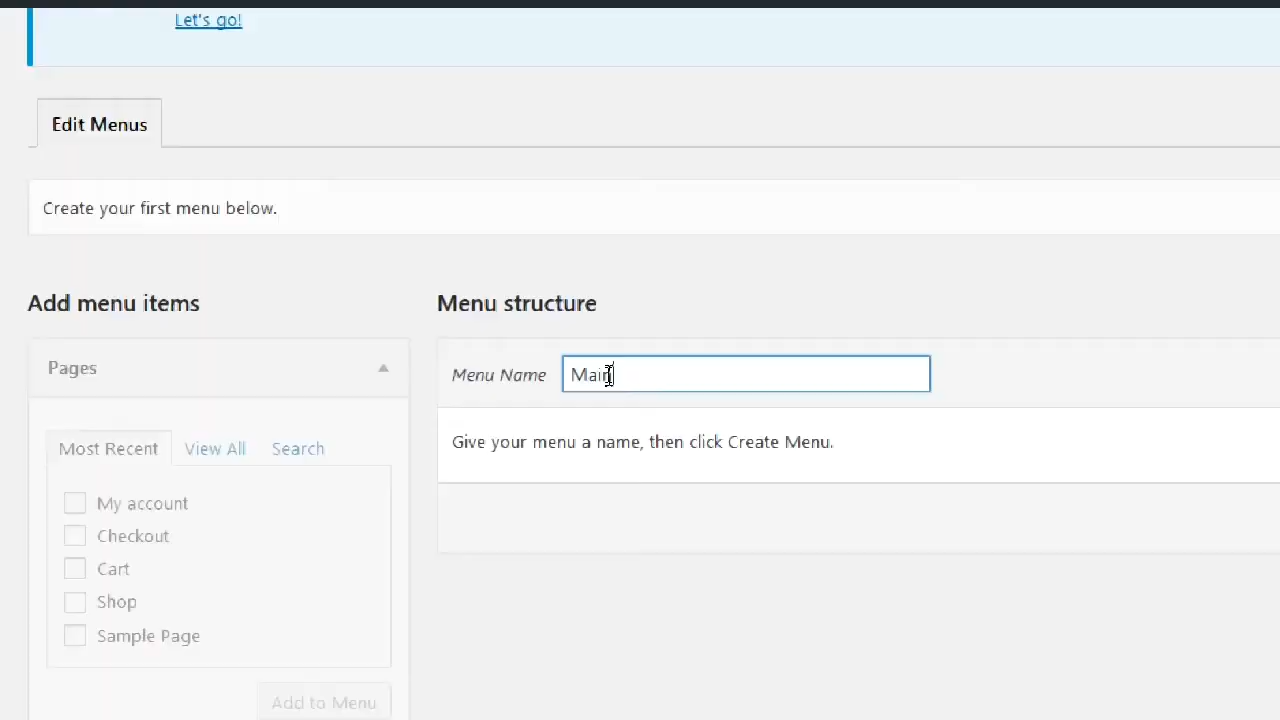 Let's go!
Edit Menus
Create your first menu below.
Add menu items
Menu structure
Pages
Menu Name Main
Most Recent View All Search
Give your menu a name, then click Create Menu.
My account
Checkout
Cart
Shop
Sample Page
Add to Menu